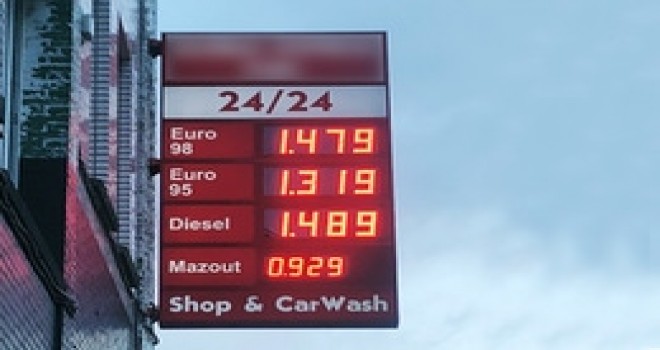 24/24
Euro 98 1.479
Euro 95 1.319
Diesel 1.489
Mazout 0.929
Shop & CarWash